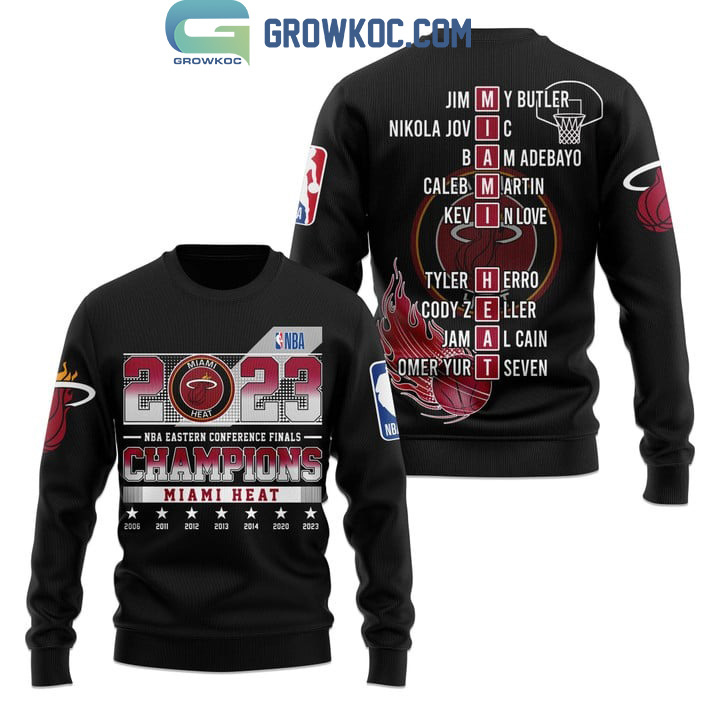 GROWKOC.COM
GROWKOC
JIMMY BUTLER
NIKOLA JOVIC
BAM ADEBAYO
CALEB MARTIN
KEVIN LOVE
TYLER HERRO
CODY ZELLER
JAMAL CAIN
OMER YURTSEVEN
NBA
2023
MIAMI
HEAT
NBA EASTERN CONFERENCE FINALS
CHAMPIONS
MIAMI HEAT
2006 2011 2012 2013 2014 2020 2023
NBA